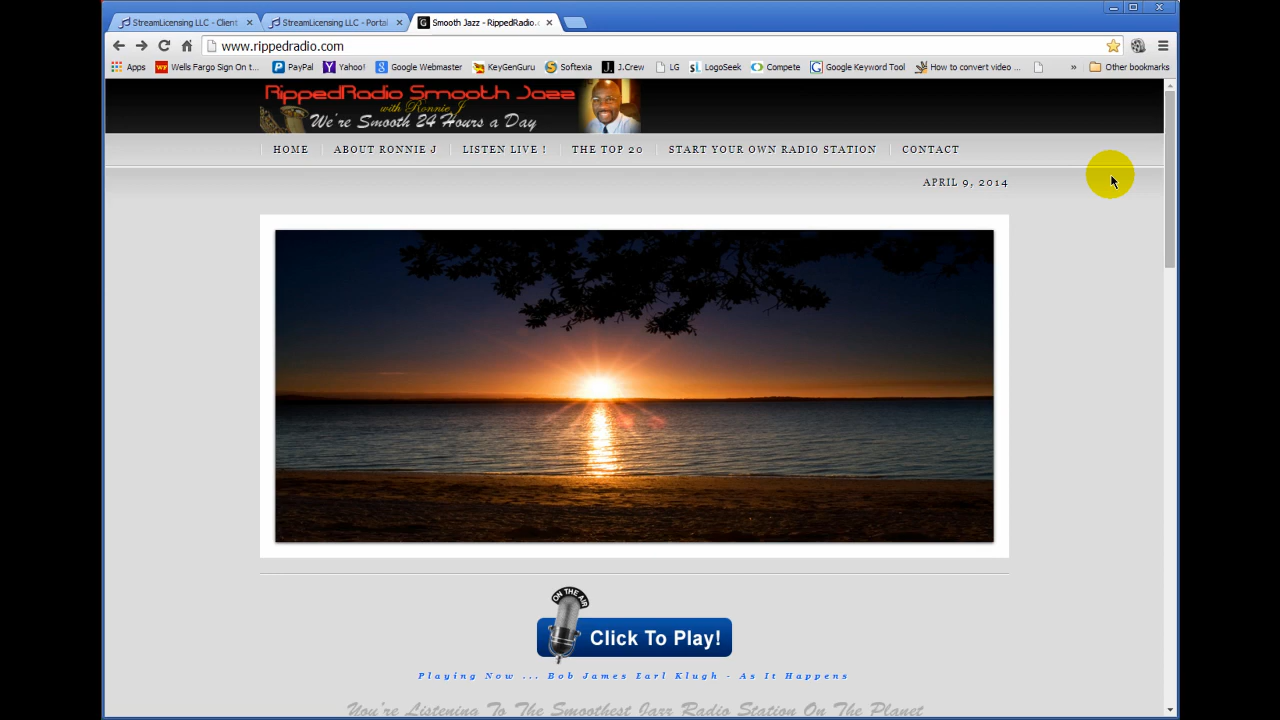 StreamLicensing LLC - Client
StreamLicensing LLC - Portal
Smooth Jazz - RippedRadio.c
www.rippedradio.com
Apps
Wells Fargo Sign On t...
PayPal
Yahoo!
Google Webmaster
KeyGenGuru
Softexia
J.Crew
LG
LogoSeek
Compete
Google Keyword Tool
How to convert video ...
»
Other bookmarks
RippedRadio Smooth Jazz
with Ronnie J
We're Smooth 24 Hours a Day
HOME
ABOUT RONNIE J
LISTEN LIVE !
THE TOP 20
START YOUR OWN RADIO STATION
CONTACT
APRIL 9, 2014
ON THE AIR
Click To Play!
Playing Now ... Bob James Earl Klugh - As It Happens
You're Listening To The Smoothest Jazz Radio Station On The Planet